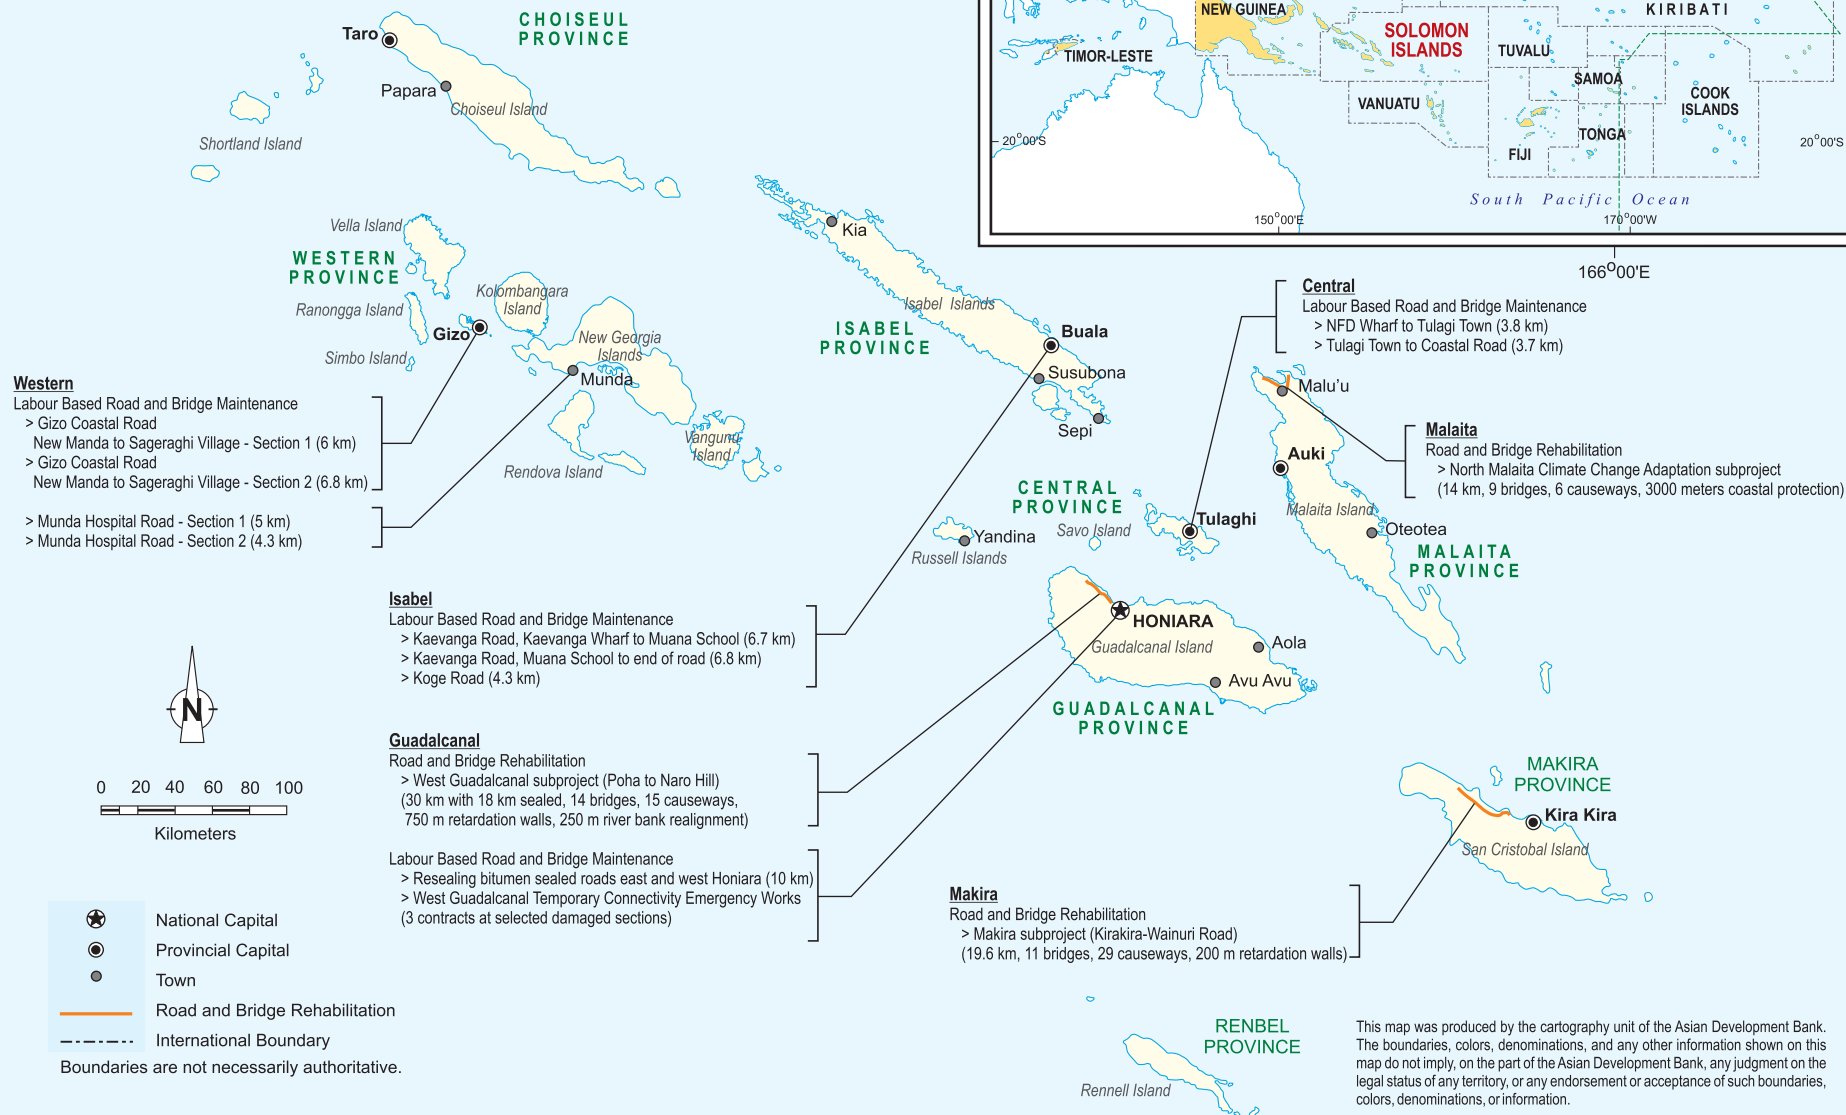 CHOISEUL
PROVINCE
Taro
Papara
Choiseul Island
Shortland Island
Vella Island
WESTERN
PROVINCE
Ranongga Island
Kolombangara
Island
Gizo
Simbo Island
New Georgia
Islands
Munda
Rendova Island
Vangunu
Island
Kia
Isabel Islands
ISABEL
PROVINCE
Buala
Susubona
Sepi
NEW GUINEA
TIMOR-LESTE
SOLOMON
ISLANDS
KIRIBATI
TUVALU
SAMOA
VANUATU
COOK
ISLANDS
TONGA
FIJI
20°00'S
20°00'S
South Pacific Ocean
150°00'E
170°00'W
166°00'E
Western
Labour Based Road and Bridge Maintenance
> Gizo Coastal Road
New Manda to Sageraghi Village - Section 1 (6 km)
> Gizo Coastal Road
New Manda to Sageraghi Village - Section 2 (6.8 km)
> Munda Hospital Road - Section 1 (5 km)
> Munda Hospital Road - Section 2 (4.3 km)
Central
Labour Based Road and Bridge Maintenance
> NFD Wharf to Tulagi Town (3.8 km)
> Tulagi Town to Coastal Road (3.7 km)
Malu'u
Malaita
Road and Bridge Rehabilitation
> North Malaita Climate Change Adaptation subproject
(14 km, 9 bridges, 6 causeways, 3000 meters coastal protection)
Auki
Malaita Island
Oteotea
MALAITA
PROVINCE
CENTRAL
PROVINCE
Savo Island
Tulaghi
Yandina
Russell Islands
HONIARA
Guadalcanal Island
Aola
Avu Avu
GUADALCANAL
PROVINCE
Isabel
Labour Based Road and Bridge Maintenance
> Kaevanga Road, Kaevanga Wharf to Muana School (6.7 km)
> Kaevanga Road, Muana School to end of road (6.8 km)
> Koge Road (4.3 km)
Guadalcanal
Road and Bridge Rehabilitation
> West Guadalcanal subproject (Poha to Naro Hill)
(30 km with 18 km sealed, 14 bridges, 15 causeways,
750 m retardation walls, 250 m river bank realignment)
Labour Based Road and Bridge Maintenance
> Resealing bitumen sealed roads east and west Honiara (10 km)
> West Guadalcanal Temporary Connectivity Emergency Works
(3 contracts at selected damaged sections)
MAKIRA
PROVINCE
Kira Kira
San Cristobal Island
Makira
Road and Bridge Rehabilitation
> Makira subproject (Kirakira-Wainuri Road)
(19.6 km, 11 bridges, 29 causeways, 200 m retardation walls)
N
0 20 40 60 80 100
Kilometers
National Capital
Provincial Capital
Town
Road and Bridge Rehabilitation
International Boundary
Boundaries are not necessarily authoritative.
RENBEL
PROVINCE
Rennell Island
This map was produced by the cartography unit of the Asian Development Bank.
The boundaries, colors, denominations, and any other information shown on this
map do not imply, on the part of the Asian Development Bank, any judgment on the
legal status of any territory, or any endorsement or acceptance of such boundaries,
colors, denominations, or information.